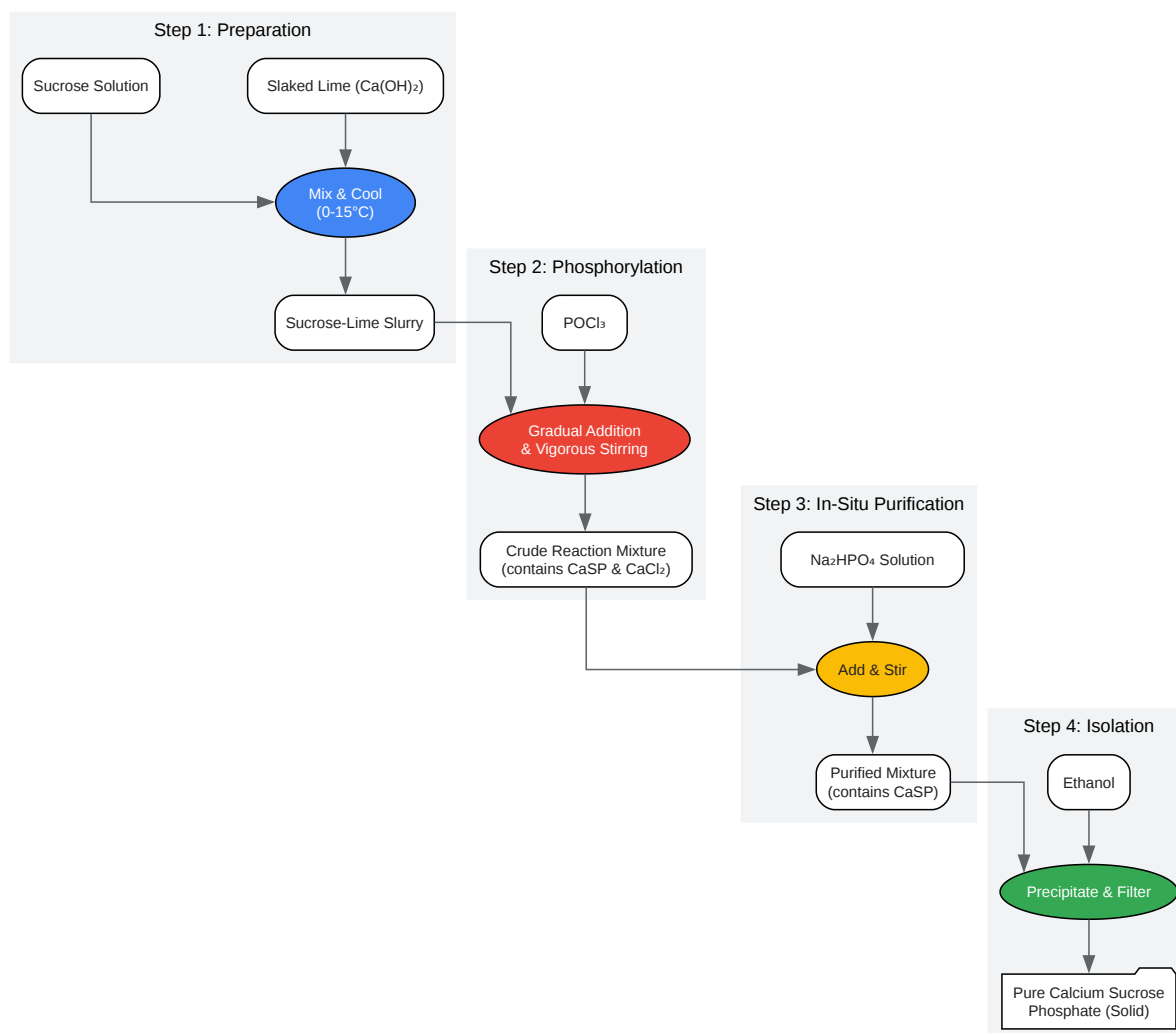 Step 1: Preparation
Sucrose Solution
Slaked Lime (Ca(OH)₂)
Mix & Cool
(0-15°C)
Sucrose-Lime Slurry
Step 2: Phosphorylation
POCl₃
Gradual Addition
& Vigorous Stirring
Crude Reaction Mixture
(contains CaSP & CaCl₂)
Step 3: In-Situ Purification
Na₂HPO₄ Solution
Add & Stir
Purified Mixture
(contains CaSP)
Step 4: Isolation
Ethanol
Precipitate & Filter
Pure Calcium Sucrose
Phosphate (Solid)